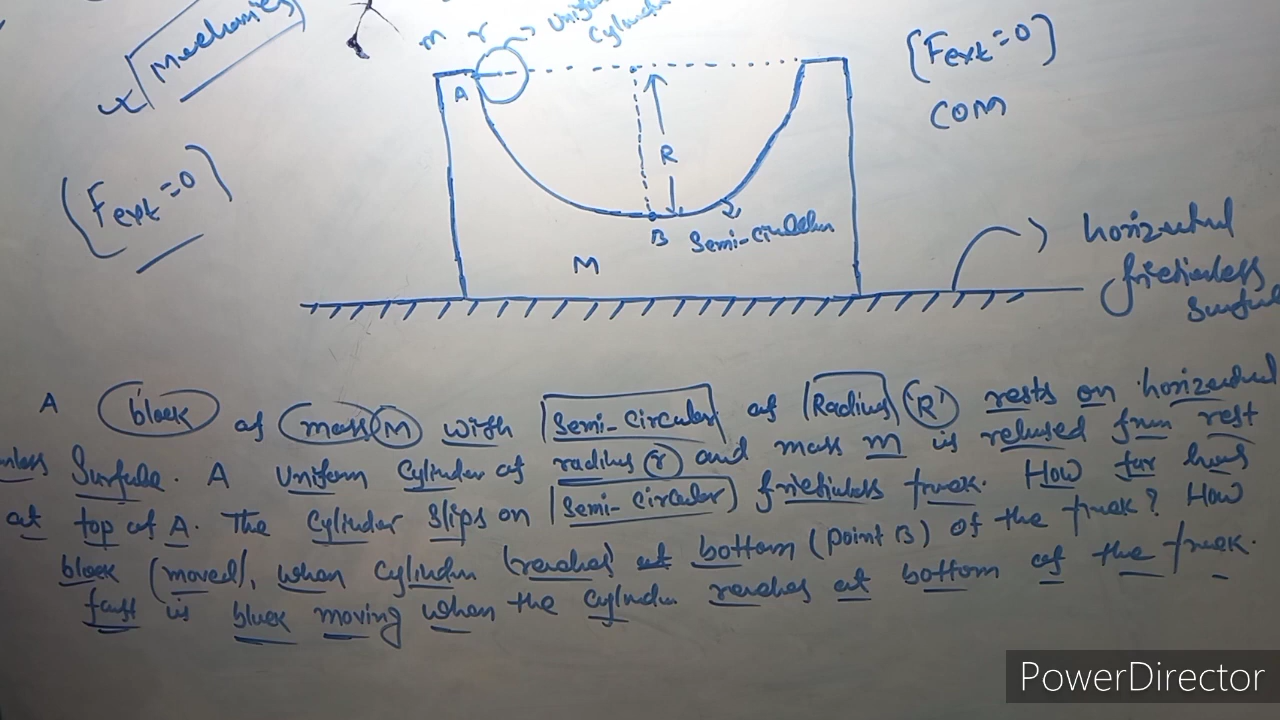 Mechanics
m r Uniform
Cylinder
A
R
B Semi-Circular
M
(Fext=0)
(Fext=0)
COM
horizontal
frictionless
A block of mass M with Semi-Circular of Radius 'R' rests on horizontal
Surface. A Uniform Cylinder of radius r and mass m is relased from rest
at top of A. The Cylinder Slips on Semi-Circular frictionless track. How far has
block (moved), when Cylinder (reaches) at bottom (point B) of the track? How
fast is block moving when the Cylinder reaches at bottom of the track.
PowerDirector